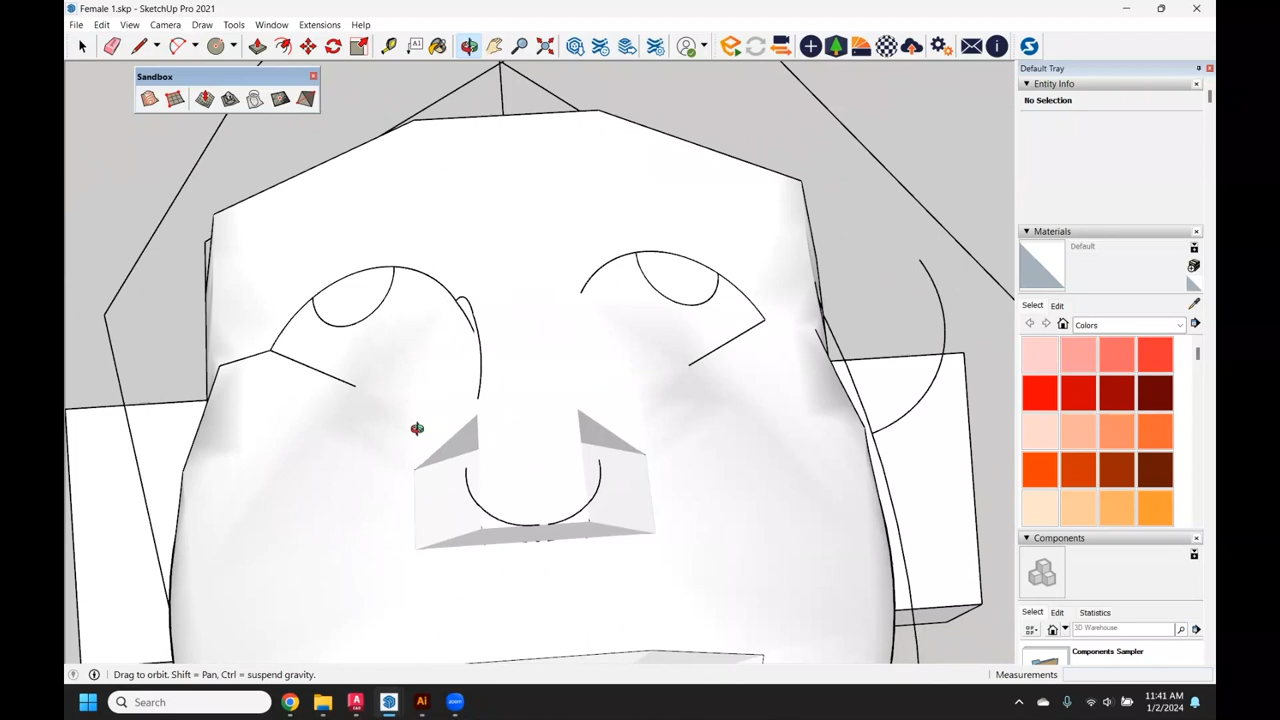 Female 1.skp - SketchUp Pro 2021
File Edit View Camera Draw Tools Window Extensions Help
Sandbox
Default Tray
Entity Info
No Selection
Materials
Default
Select Edit
Colors
Components
Select Edit Statistics
3D Warehouse
Components Sampler
Drag to orbit. Shift = Pan, Ctrl = suspend gravity.
Measurements
Search
zoom
11:41 AM
1/2/2024